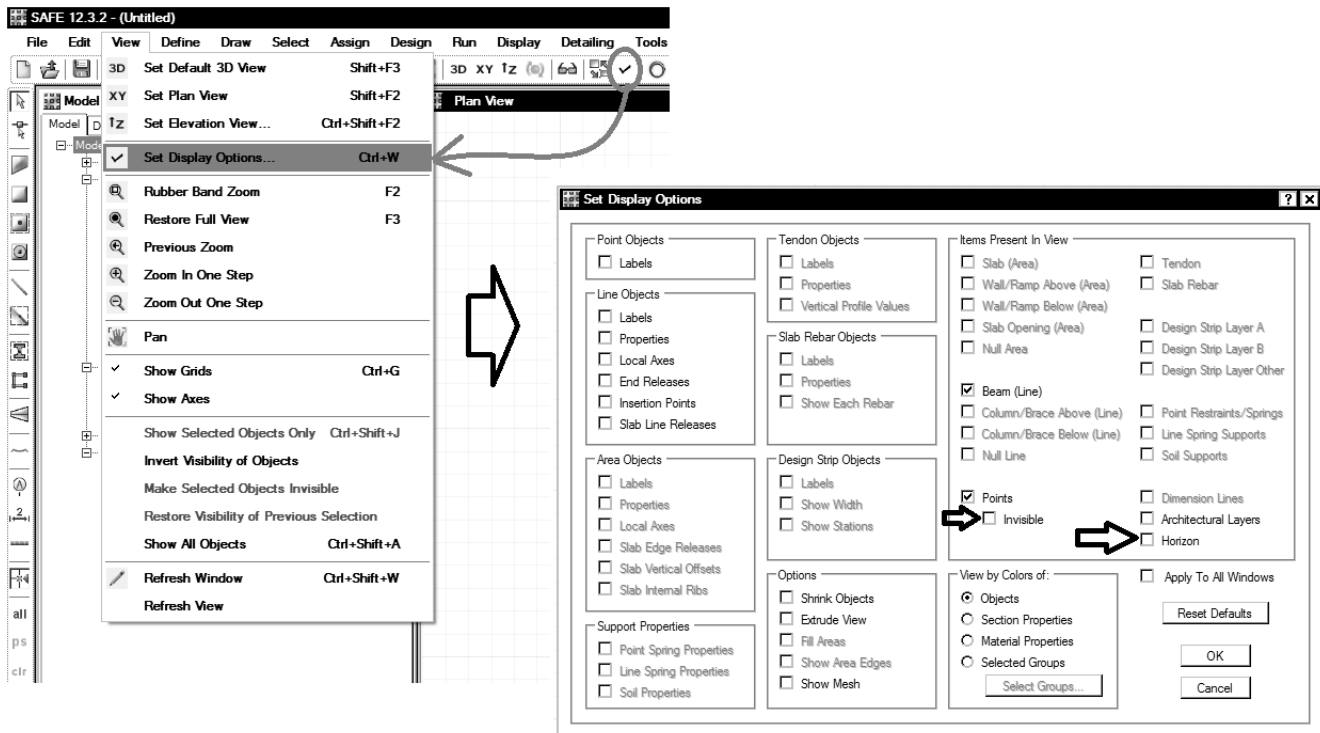 SAFE 12.3.2 - (Untitled)
File Edit View Define Draw Select Assign Design Run Display Detailing Tools
3D XY
Model
Plan View
Model
Mode
3D Set Default 3D View Shift+F3
XY Set Plan View Shift+F2
↑Z Set Elevation View... Ctrl+Shift+F2
Set Display Options... Ctrl+W
Rubber Band Zoom F2
Restore Full View F3
Previous Zoom
Zoom In One Step
Zoom Out One Step
Pan
Show Grids Ctrl+G
Show Axes
Show Selected Objects Only Ctrl+Shift+J
Invert Visibility of Objects
Make Selected Objects Invisible
Restore Visibility of Previous Selection
Show All Objects Ctrl+Shift+A
Refresh Window Ctrl+Shift+W
Refresh View
all
ps
clr
Set Display Options
Point Objects
Labels
Line Objects
Labels
Properties
Local Axes
End Releases
Insertion Points
Slab Line Releases
Area Objects
Labels
Properties
Local Axes
Slab Edge Releases
Slab Vertical Offsets
Slab Internal Ribs
Support Properties
Point Spring Properties
Line Spring Properties
Soil Properties
Tendon Objects
Labels
Properties
Vertical Profile Values
Slab Rebar Objects
Labels
Properties
Show Each Rebar
Design Strip Objects
Labels
Show Width
Show Stations
Options
Shrink Objects
Extrude View
Fill Areas
Show Area Edges
Show Mesh
Items Present In View
Slab (Area)
Wall/Ramp Above (Area)
Wall/Ramp Below (Area)
Slab Opening (Area)
Null Area
Beam (Line)
Column/Brace Above (Line)
Column/Brace Below (Line)
Null Line
Points
Invisible
Tendon
Slab Rebar
Design Strip Layer A
Design Strip Layer B
Design Strip Layer Other
Point Restraints/Springs
Line Spring Supports
Soil Supports
Dimension Lines
Architectural Layers
Horizon
View by Colors of:
Objects
Section Properties
Material Properties
Selected Groups
Select Groups...
Apply To All Windows
Reset Defaults
OK
Cancel